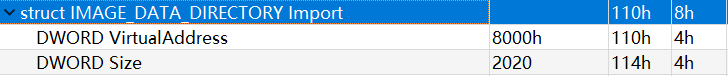 struct IMAGE_DATA_DIRECTORY Import 110h 8h
DWORD VirtualAddress 8000h 110h 4h
DWORD Size 2020 114h 4h